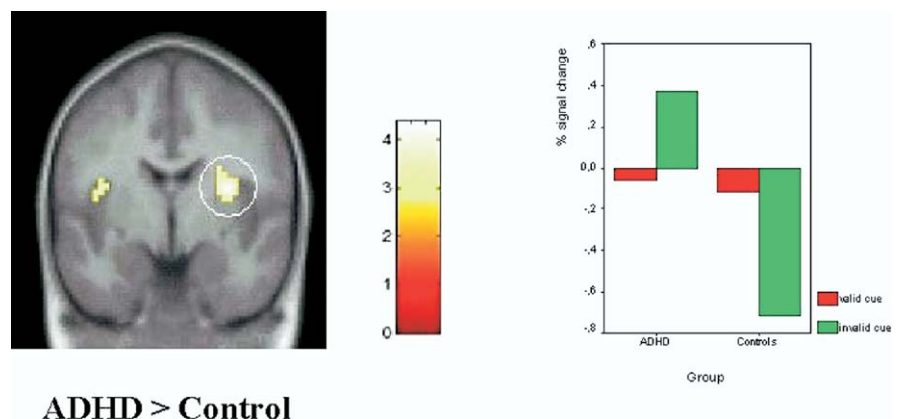 4
3
2
1
0
ADHD > Control
% signal change
,6
,4
,2
0,0
-,2
-,4
-,6
-,8
ADHD Controls
Group
valid cue
invalid cue